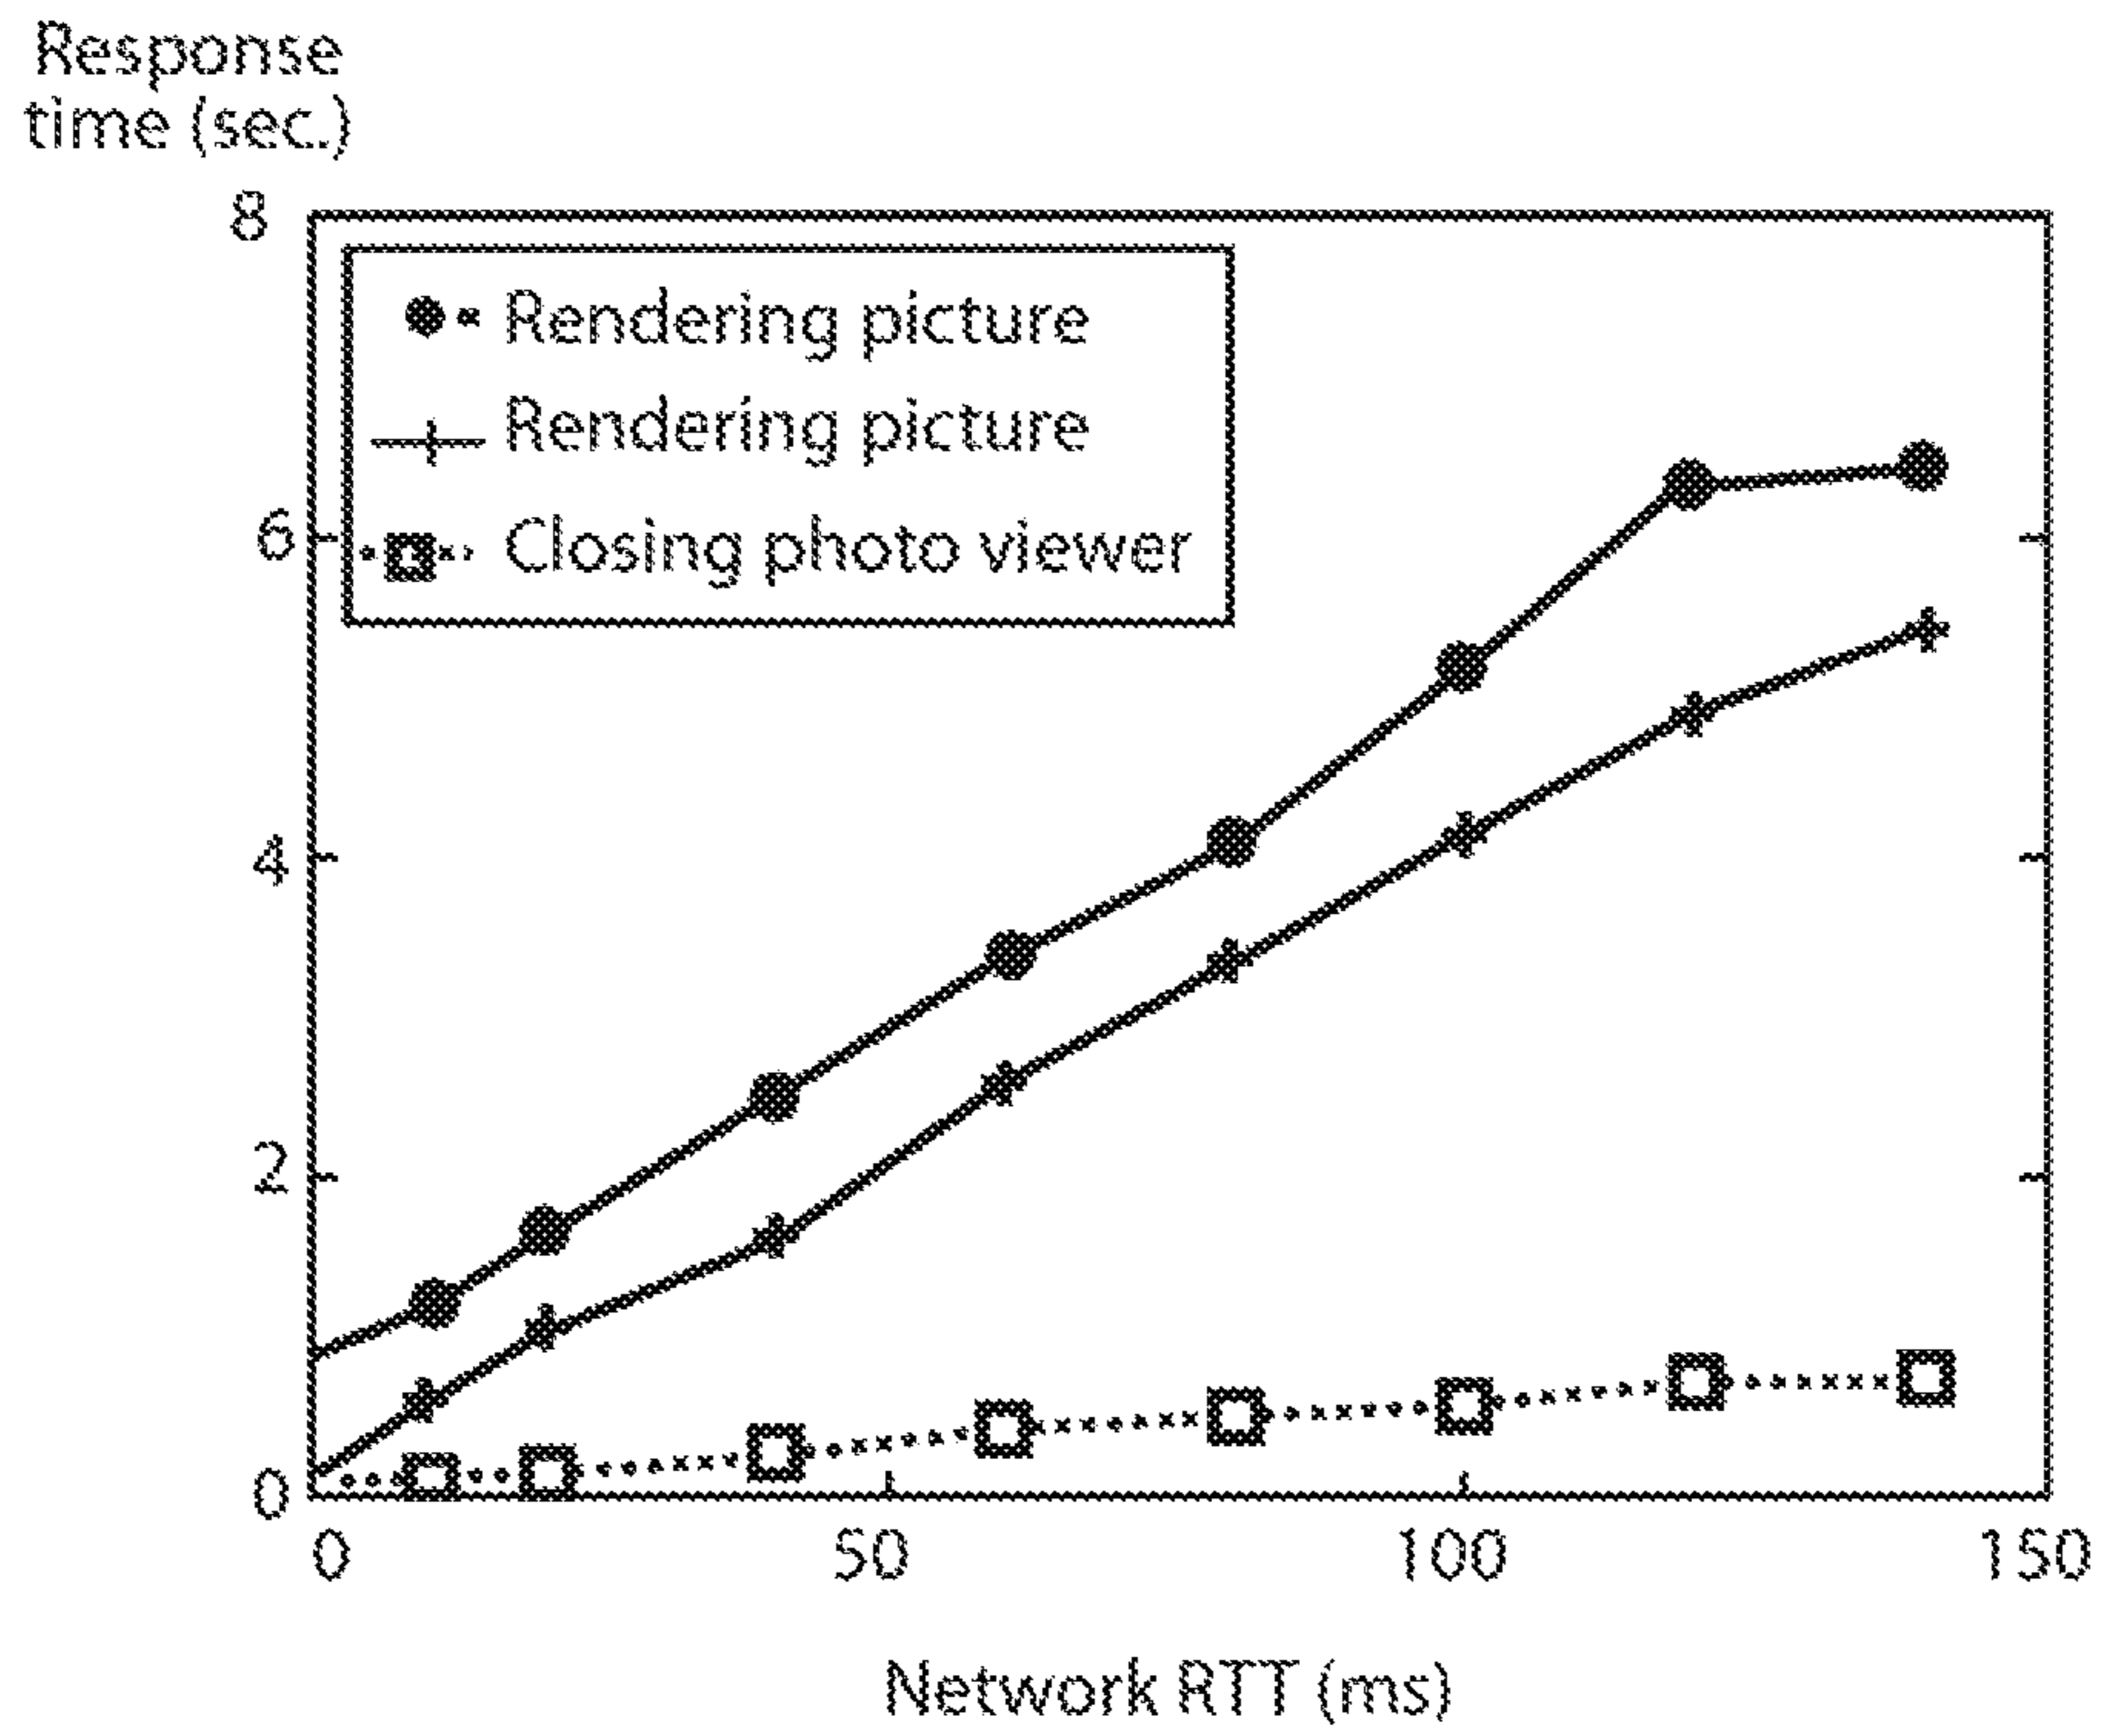 Response
time (sec.)
8
Rendering picture
Rendering picture
Closing photo viewer
6
4
2
0
0 50 100 150
Network RTT (ms)